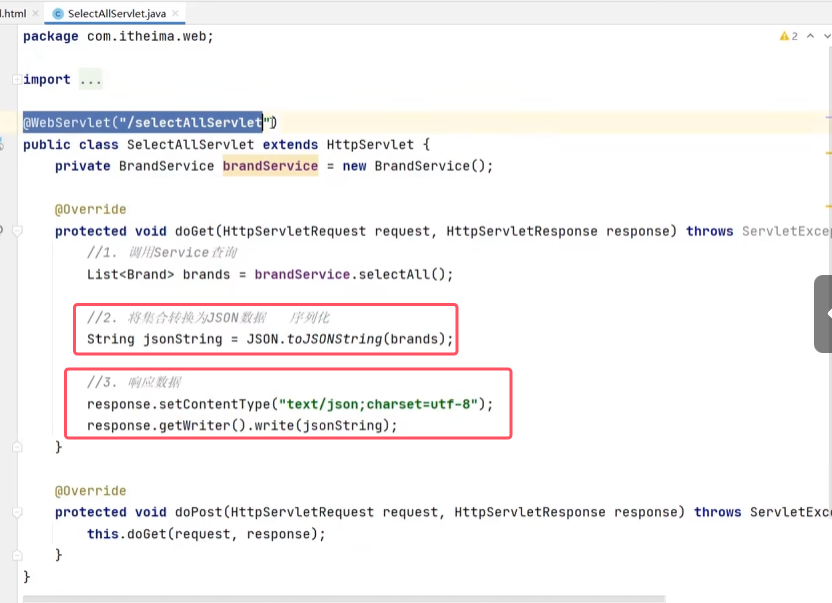 l.html
SelectAllServlet.java
package com.itheima.web;
2
import ...
@WebServlet("/selectAllServlet")
public class SelectAllServlet extends HttpServlet {
private BrandService brandService = new BrandService();
@Override
protected void doGet(HttpServletRequest request, HttpServletResponse response) throws ServletExce
//1. 调用Service查询
List<Brand> brands = brandService.selectAll();
//2. 将集合转换为JSON数据 序列化
String jsonString = JSON.toJSONString(brands);
//3. 响应数据
response.setContentType("text/json;charset=utf-8");
response.getWriter().write(jsonString);
}
@Override
protected void doPost(HttpServletRequest request, HttpServletResponse response) throws ServletExc
this.doGet(request, response);
}
}